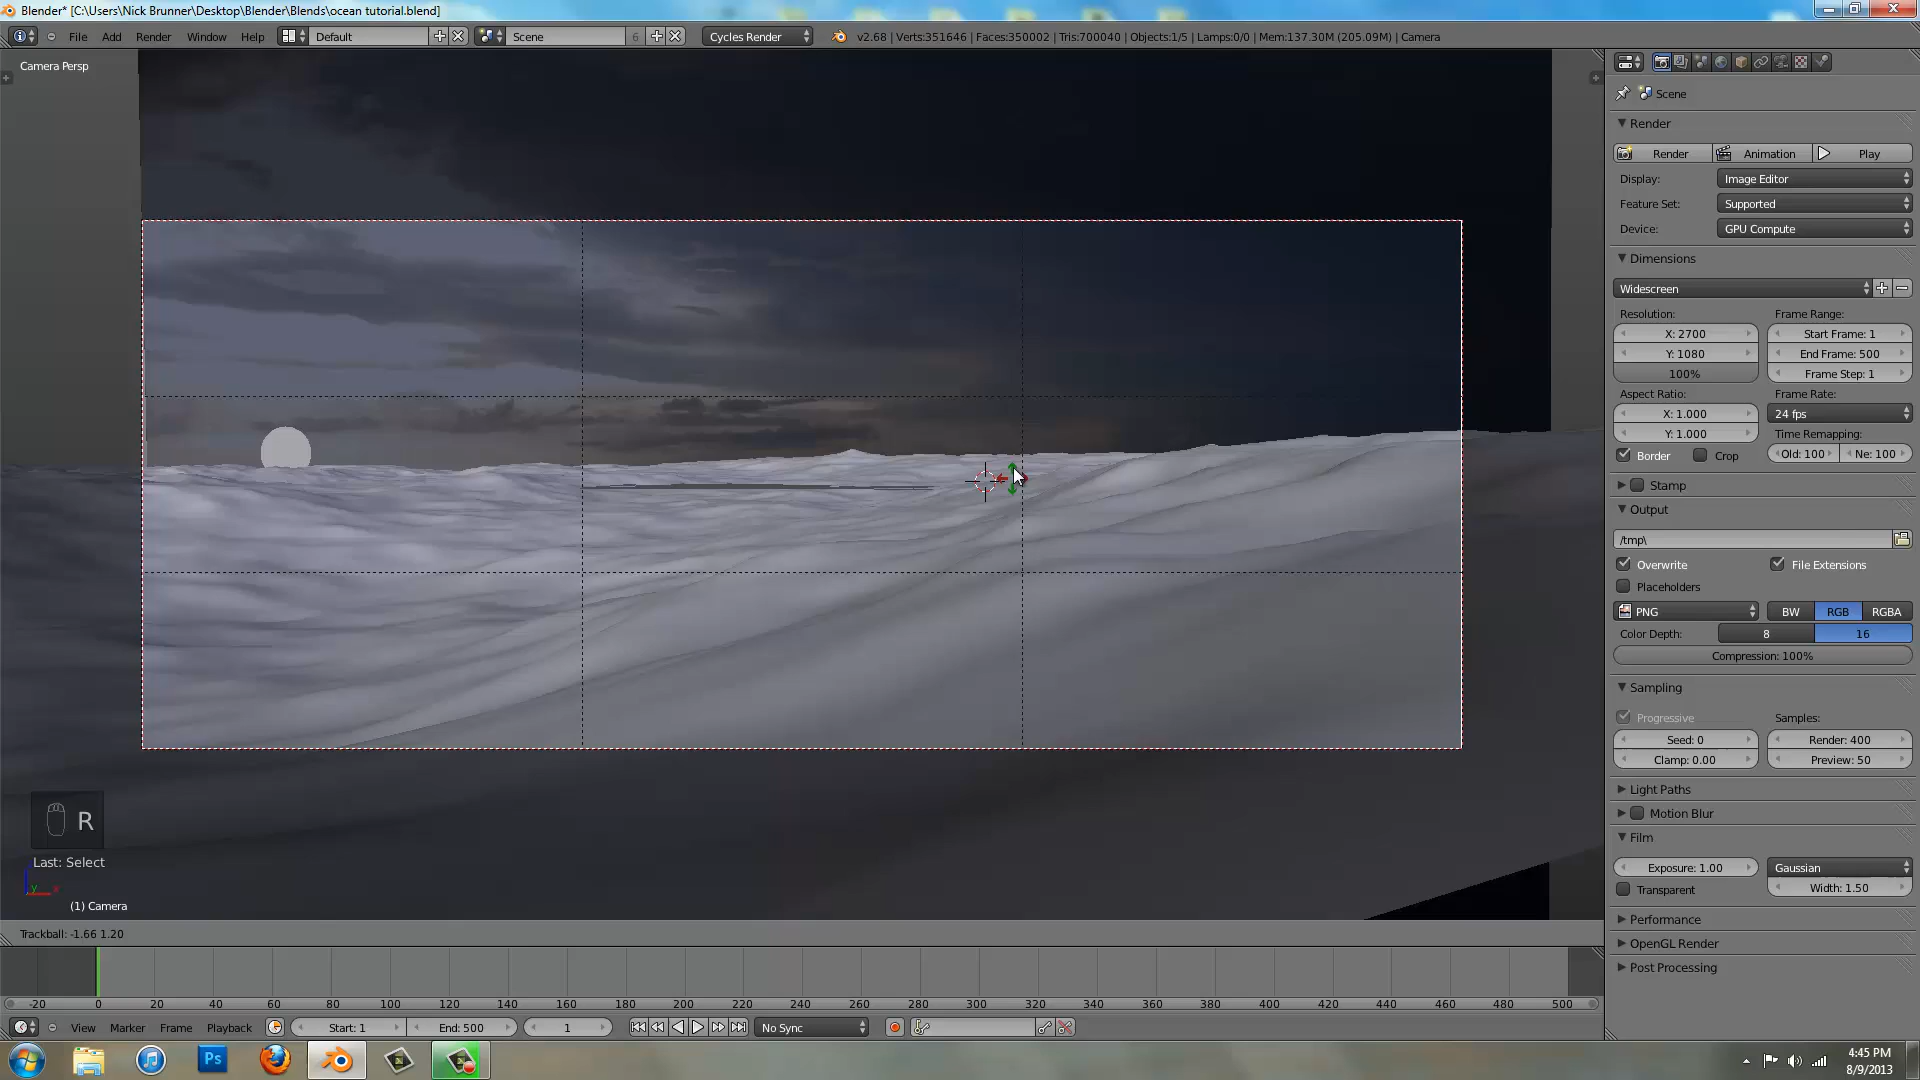 Blender* [C:\Users\Nick Brunner\Desktop\Blender\Blends\ocean tutorial.blend]
File Add Render Window Help Default Scene 6 Cycles Render v2.68 | Verts:351646 | Faces:350002 | Tris:700040 | Objects:1/5 | Lamps:0/0 | Mem:137.30M (205.09M) | Camera
Camera Persp
R
Last: Select
y x
(1) Camera
Trackball: -1.66 1.20
-20 0 20 40 60 80 100 120 140 160 180 200 220 240 260 280 300 320 340 360 380 400 420 440 460 480 500
View Marker Frame Playback Start: 1 End: 500 1 No Sync
Scene
Render
Render Animation Play
Display: Image Editor
Feature Set: Supported
Device: GPU Compute
Dimensions
Widescreen
Resolution: Frame Range:
X: 2700 Start Frame: 1
Y: 1080 End Frame: 500
100% Frame Step: 1
Aspect Ratio: Frame Rate:
X: 1.000 24 fps
Y: 1.000 Time Remapping:
Border Crop Old: 100 Ne: 100
Stamp
Output
/tmp\
Overwrite File Extensions
Placeholders
PNG BW RGB RGBA
Color Depth: 8 16
Compression: 100%
Sampling
Progressive Samples:
Seed: 0 Render: 400
Clamp: 0.00 Preview: 50
Light Paths
Motion Blur
Film
Exposure: 1.00 Gaussian
Transparent Width: 1.50
Performance
OpenGL Render
Post Processing
Ps
4:45 PM
8/9/2013